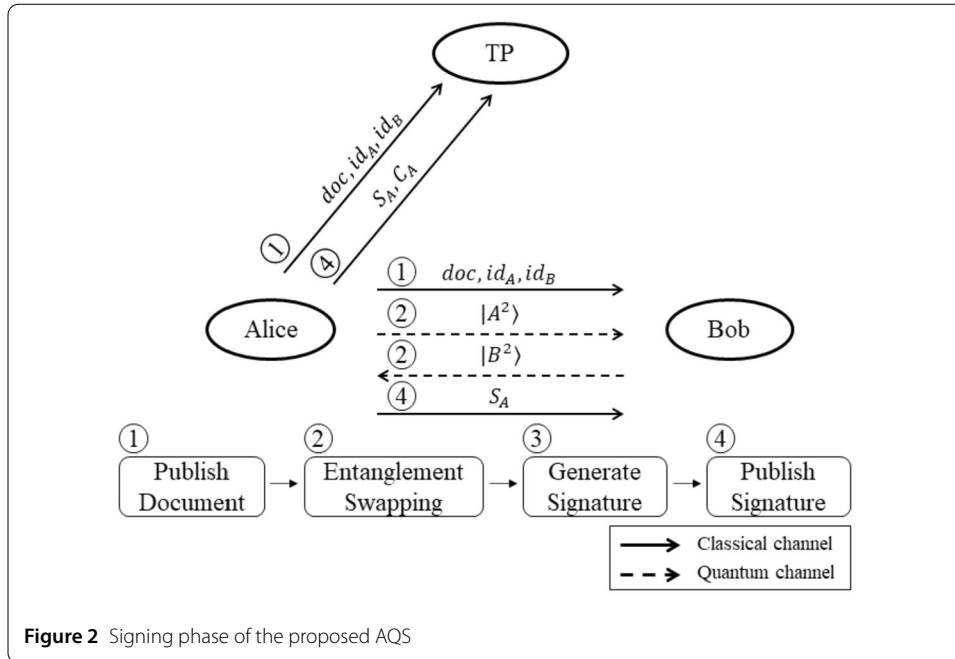 TP
doc, id_A, id_B
S_A, C_A
①
④
① doc, id_A, id_B
② |A²⟩
Alice
Bob
② |B²⟩
④ S_A
① ② ③ ④
Publish Document
Entanglement Swapping
Generate Signature
Publish Signature
Classical channel
Quantum channel
Figure 2 Signing phase of the proposed AQS